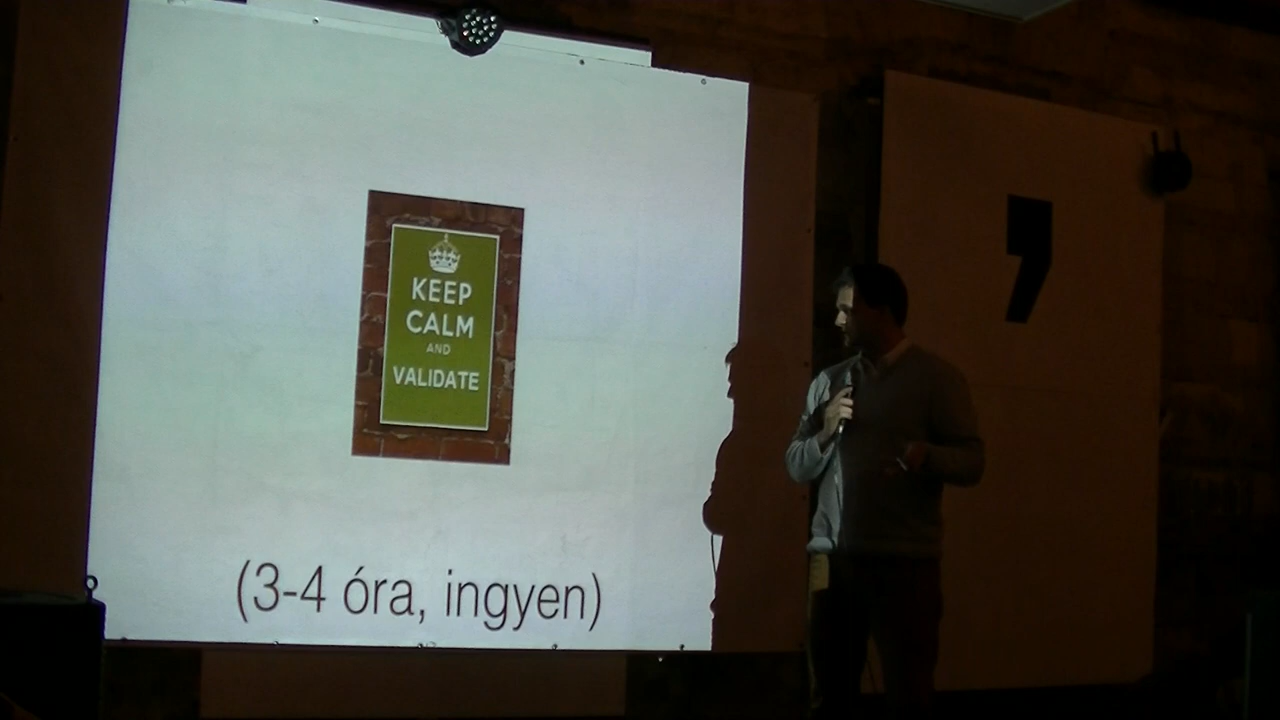 KEEP
CALM
AND
VALIDATE
(3-4 óra, ingyen)
,